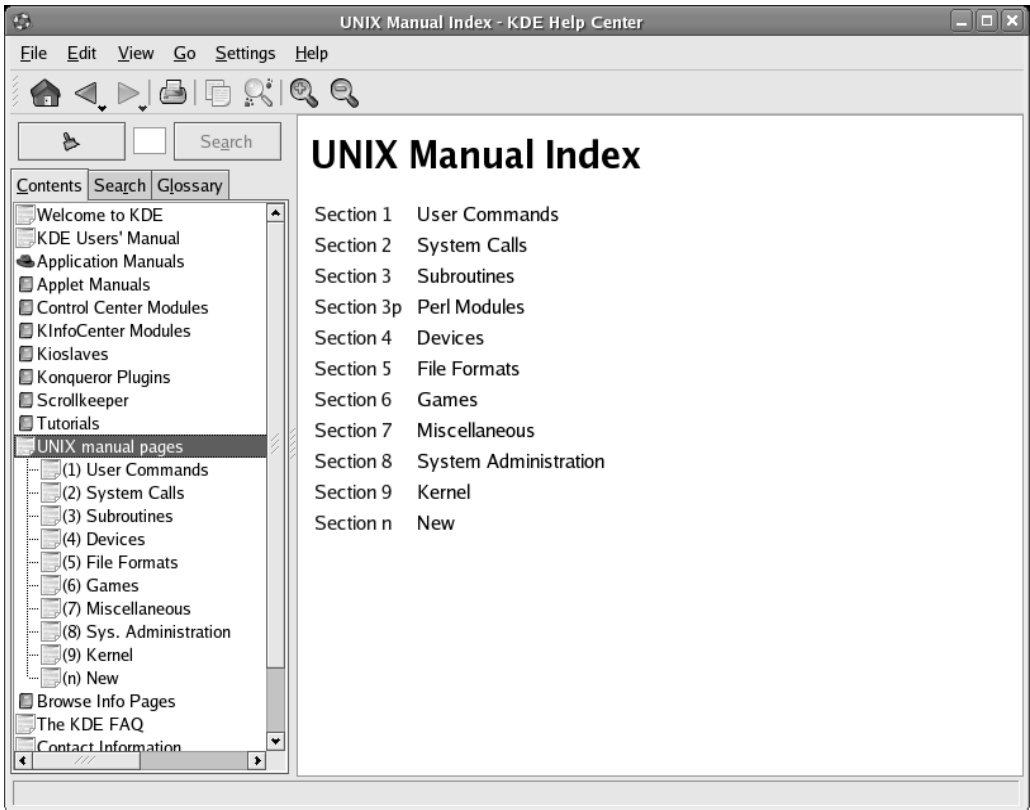 UNIX Manual Index - KDE Help Center
File Edit View Go Settings Help
Search
Contents Search Glossary
Welcome to KDE
KDE Users' Manual
Application Manuals
Applet Manuals
Control Center Modules
KInfoCenter Modules
Kioslaves
Konqueror Plugins
Scrollkeeper
Tutorials
UNIX manual pages
(1) User Commands
(2) System Calls
(3) Subroutines
(4) Devices
(5) File Formats
(6) Games
(7) Miscellaneous
(8) Sys. Administration
(9) Kernel
(n) New
Browse Info Pages
The KDE FAQ
Contact Information
UNIX Manual Index
Section 1 User Commands
Section 2 System Calls
Section 3 Subroutines
Section 3p Perl Modules
Section 4 Devices
Section 5 File Formats
Section 6 Games
Section 7 Miscellaneous
Section 8 System Administration
Section 9 Kernel
Section n New